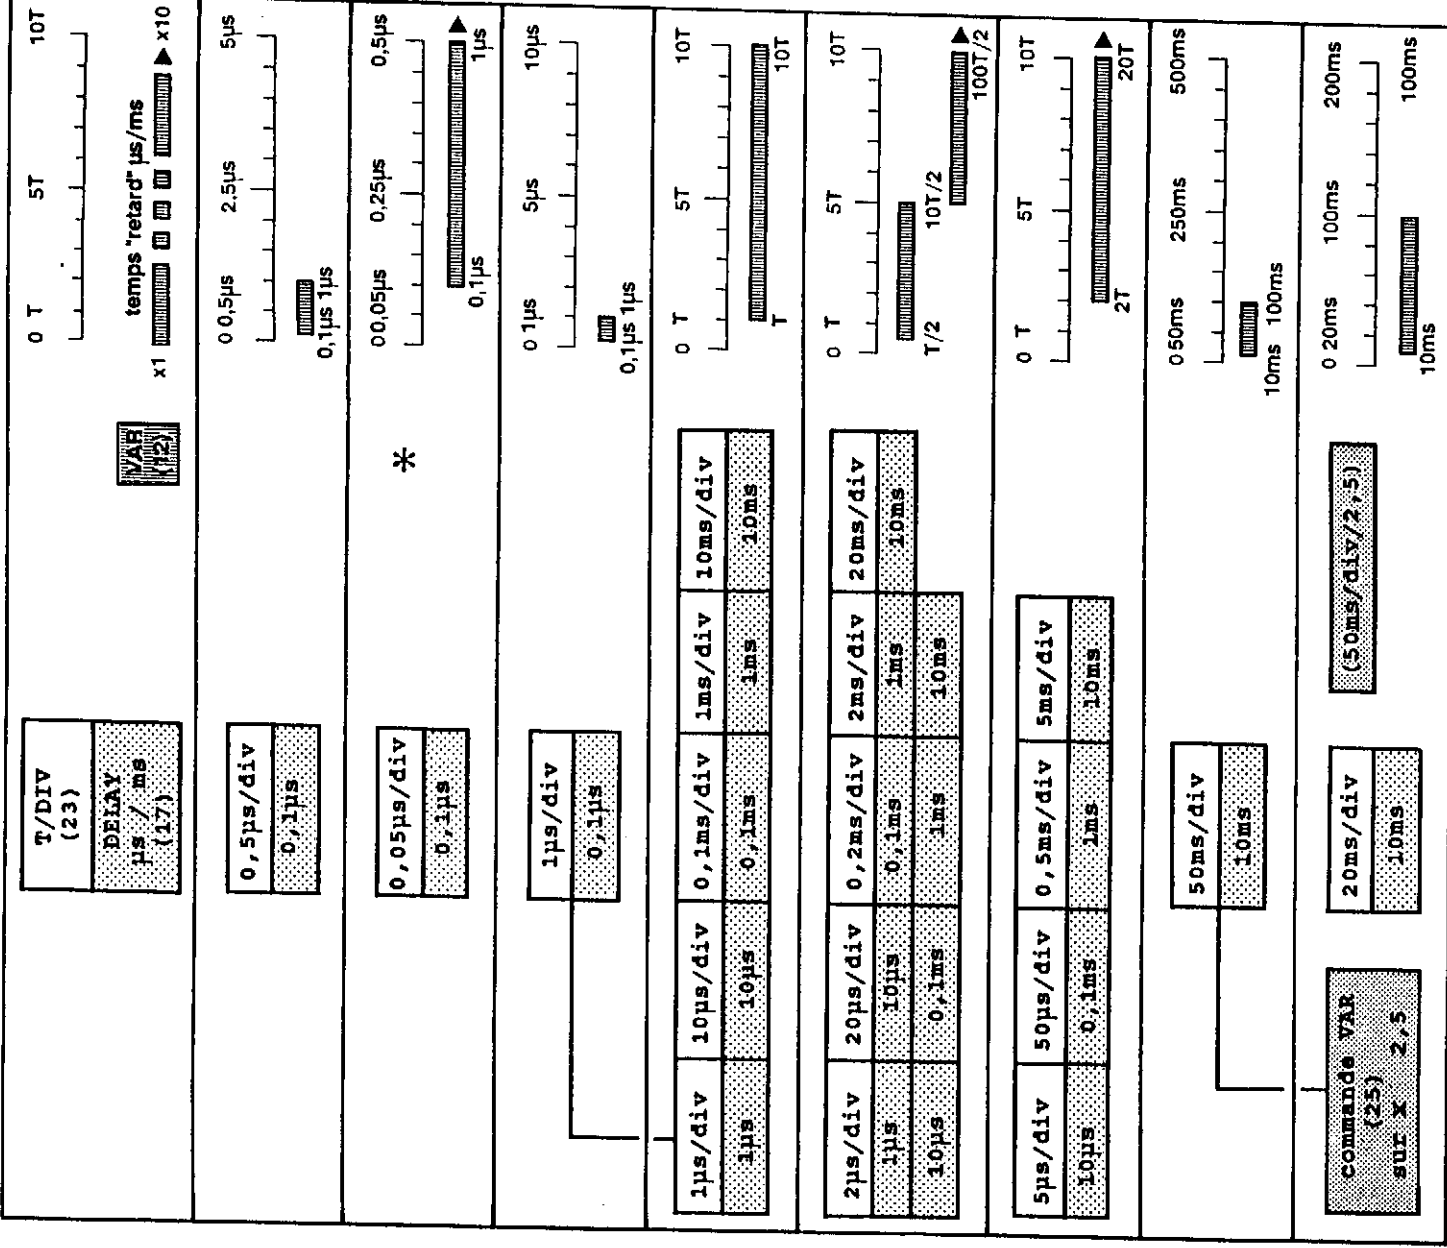 T/DIV
(23)
DELAY
µs / ms
(17)
VAR
(12)
0 T 5T 10T
temps "retard" µs/ms
x1 x10
0,5µs/div
0,1µs
0 0,5µs 2.5µs 5µs
0,1µs 1µs
0,05µs/div
0,1µs
*
0 0,05µs 0,25µs 0,5µs
0,1µs 1µs
1µs/div
0,1µs
0 1µs 5µs 10µs
0,1µs 1µs
1µs/div 10µs/div 0,1ms/div 1ms/div 10ms/div
1µs 10µs 0,1ms 1ms 10ms
0 T 5T 10T
T 10T
2µs/div 20µs/div 0,2ms/div 2ms/div 20ms/div
1µs 10µs 0,1ms 1ms 10ms
10µs 0,1ms 1ms 10ms
0 T 5T 10T
T/2 10T/2
100T/2
5µs/div 50µs/div 0,5ms/div 5ms/div
10µs 0,1ms 1ms 10ms
0 T 5T 10T
2T 20T
50ms/div
10ms
0 50ms 250ms 500ms
10ms 100ms
commande VAR
(25)
sur x 2,5
20ms/div
10ms
(50ms/div/2,5)
0 20ms 100ms 200ms
10ms 100ms